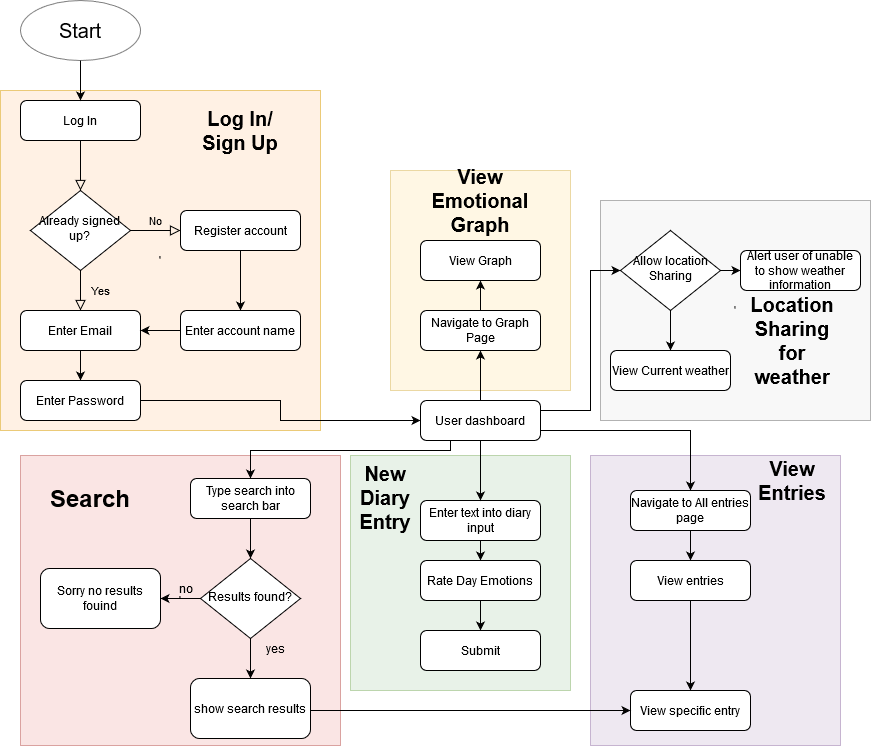 Start
Log In/
Sign Up
Log In
Already signed
up?
No
Register account
Yes
Enter Email
Enter account name
Enter Password
View
Emotional
Graph
View Graph
Navigate to Graph
Page
Allow location
Sharing
Alert user of unable
to show weather
information
Location
Sharing
for
weather
View Current weather
User dashboard
Search
Type search into
search bar
Results found?
no
Sorry no results
fouind
yes
show search results
New
Diary
Entry
Enter text into diary
input
Rate Day Emotions
Submit
View
Entries
Navigate to All entries
page
View entries
View specific entry